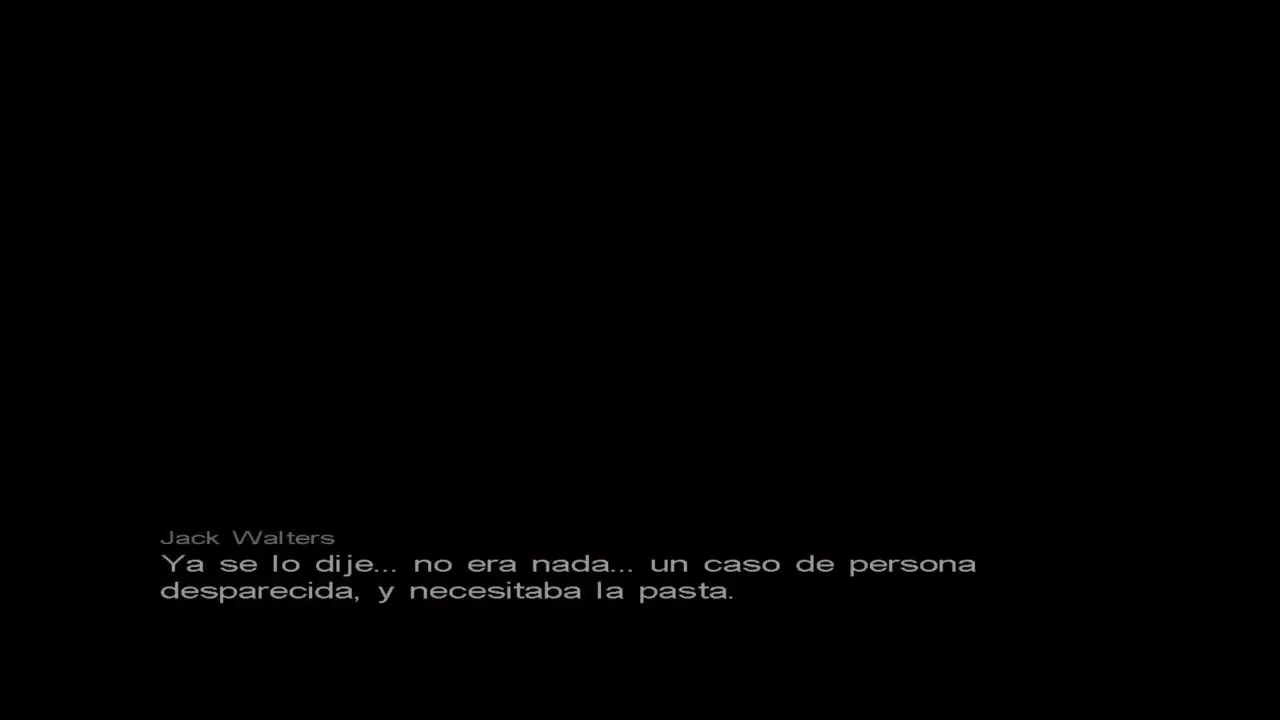 Jack Walters
Ya se lo dije... no era nada... un caso de persona
desparecida, y necesitaba la pasta.